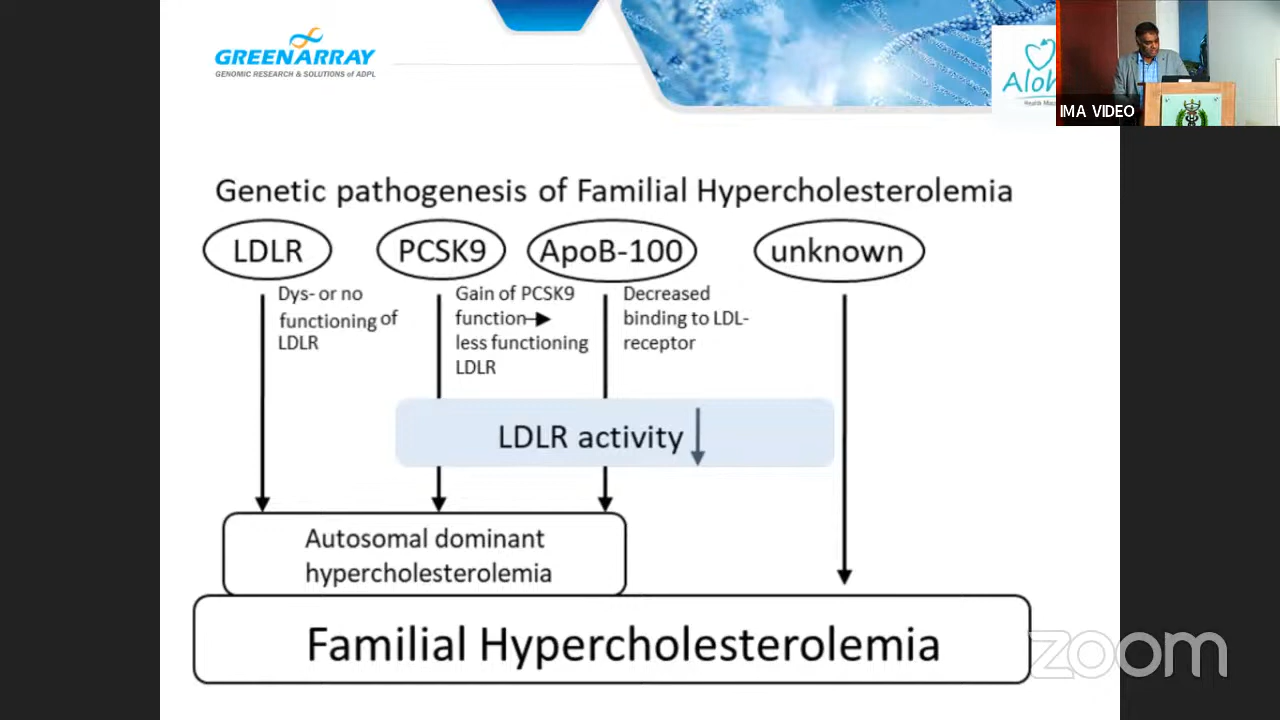 GREENARRAY
GENOMIC RESEARCH & SOLUTIONS of ADPL
IMA VIDEO
Genetic pathogenesis of Familial Hypercholesterolemia
LDLR
PCSK9
ApoB-100
unknown
Dys- or no
functioning of
LDLR
Gain of PCSK9
function
less functioning
LDLR
Decreased
binding to LDL-
receptor
LDLR activity
Autosomal dominant
hypercholesterolemia
Familial Hypercholesterolemia
zoom